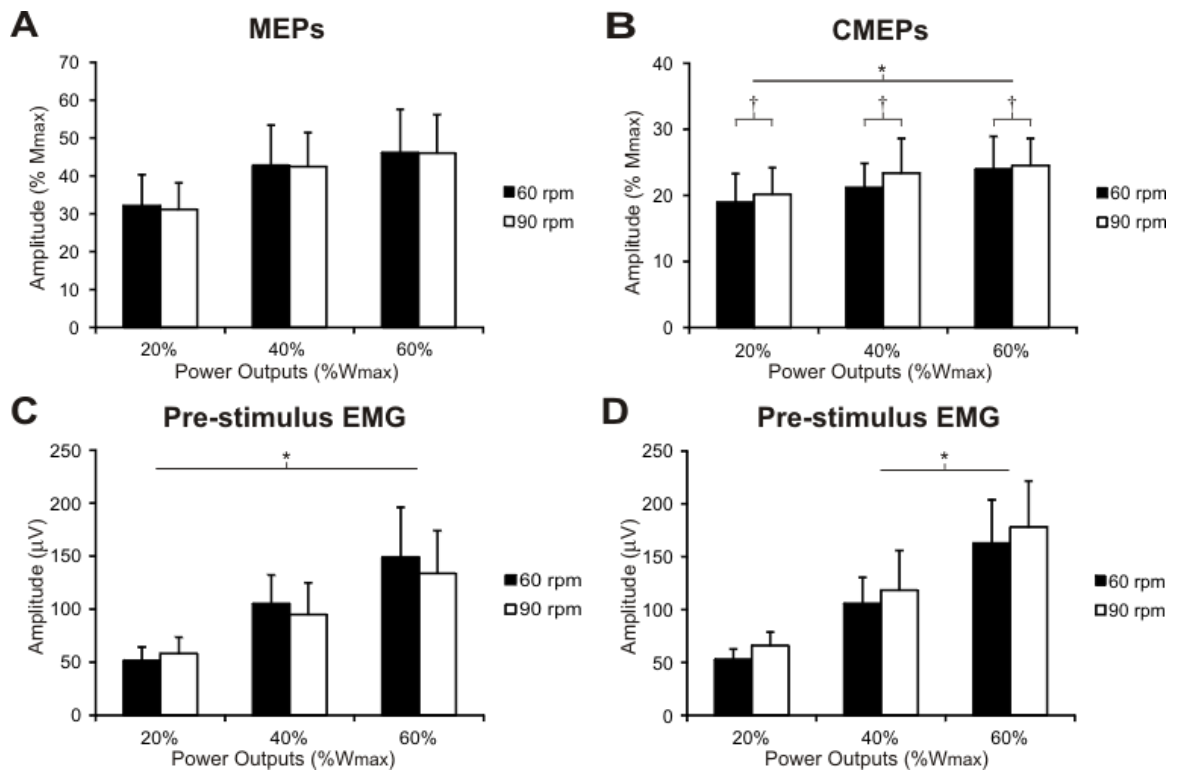 A
MEPs
70
60
50
40
30
20
10
0
Amplitude (% Mmax)
20% 40% 60%
Power Outputs (%Wmax)
60 rpm
90 rpm
B
CMEPs
40
30
20
10
0
Amplitude (% Mmax)
*
† † †
20% 40% 60%
Power Outputs (%Wmax)
60 rpm
90 rpm
C
Pre-stimulus EMG
250
200
150
100
50
0
Amplitude (µV)
*
20% 40% 60%
Power Outputs (%Wmax)
60 rpm
90 rpm
D
Pre-stimulus EMG
250
200
150
100
50
0
Amplitude (µV)
*
20% 40% 60%
Power Outputs (%Wmax)
60 rpm
90 rpm